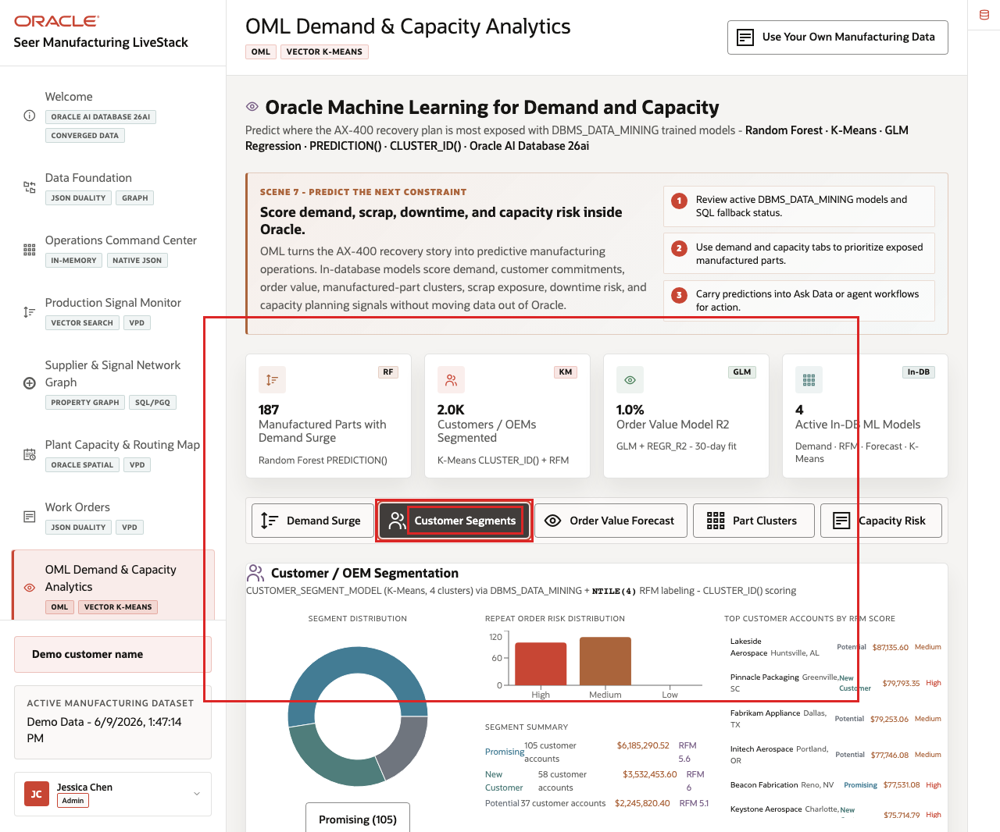 ORACLE
Seer Manufacturing LiveStack
Welcome
ORACLE AI DATABASE 26AI
CONVERGED DATA
Data Foundation
JSON DUALITY GRAPH
Operations Command Center
IN-MEMORY NATIVE JSON
Production Signal Monitor
VECTOR SEARCH VPD
Supplier & Signal Network
Graph
PROPERTY GRAPH SQL/PGQ
Plant Capacity & Routing Map
ORACLE SPATIAL VPD
Work Orders
JSON DUALITY VPD
OML Demand & Capacity
Analytics
OML VECTOR K-MEANS
Demo customer name
ACTIVE MANUFACTURING DATASET
Demo Data - 6/9/2026, 1:47:14
PM
JC
Jessica Chen
Admin
OML Demand & Capacity Analytics
OML VECTOR K-MEANS
Use Your Own Manufacturing Data
Oracle Machine Learning for Demand and Capacity
Predict where the AX-400 recovery plan is most exposed with DBMS_DATA_MINING trained models - Random Forest · K-Means · GLM
Regression · PREDICTION() · CLUSTER_ID() · Oracle AI Database 26ai
SCENE 7 - PREDICT THE NEXT CONSTRAINT
Score demand, scrap, downtime, and capacity risk inside
Oracle.
OML turns the AX-400 recovery story into predictive manufacturing
operations. In-database models score demand, customer commitments,
order value, manufactured-part clusters, scrap exposure, downtime risk, and
capacity planning signals without moving data out of Oracle.
1 Review active DBMS_DATA_MINING models and
SQL fallback status.
2 Use demand and capacity tabs to prioritize exposed
manufactured parts.
3 Carry predictions into Ask Data or agent workflows
for action.
RF
187
Manufactured Parts with
Demand Surge
Random Forest PREDICTION()
KM
2.0K
Customers / OEMs
Segmented
K-Means CLUSTER_ID() + RFM
GLM
1.0%
Order Value Model R2
GLM + REGR_R2 - 30-day fit
In-DB
4
Active In-DB ML Models
Demand · RFM · Forecast · K-
Means
Demand Surge
Customer Segments
Order Value Forecast
Part Clusters
Capacity Risk
Customer / OEM Segmentation
CUSTOMER_SEGMENT_MODEL (K-Means, 4 clusters) via DBMS_DATA_MINING + NTILE(4) RFM labeling - CLUSTER_ID() scoring
SEGMENT DISTRIBUTION
Promising (105)
REPEAT ORDER RISK DISTRIBUTION
120
60
0
High Medium Low
SEGMENT SUMMARY
Promising 105 customer accounts $6,185,290.52 RFM 5.6
New Customer 58 customer accounts $3,532,453.60 RFM 6
Potential 37 customer accounts $2,245,820.40 RFM 5.1
TOP CUSTOMER ACCOUNTS BY RFM SCORE
Lakeside Aerospace Huntsville, AL Potential $87,135.60 Medium
Pinnacle Packaging Greenville, SC New Customer $79,793.35 High
Fabrikam Appliance Dallas, TX Potential $79,253.06 Medium
Initech Aerospace Portland, OR Potential $77,746.08 Medium
Beacon Fabrication Reno, NV Promising $77,531.08 High
Keystone Aerospace Charlotte, New $75,714.79 High